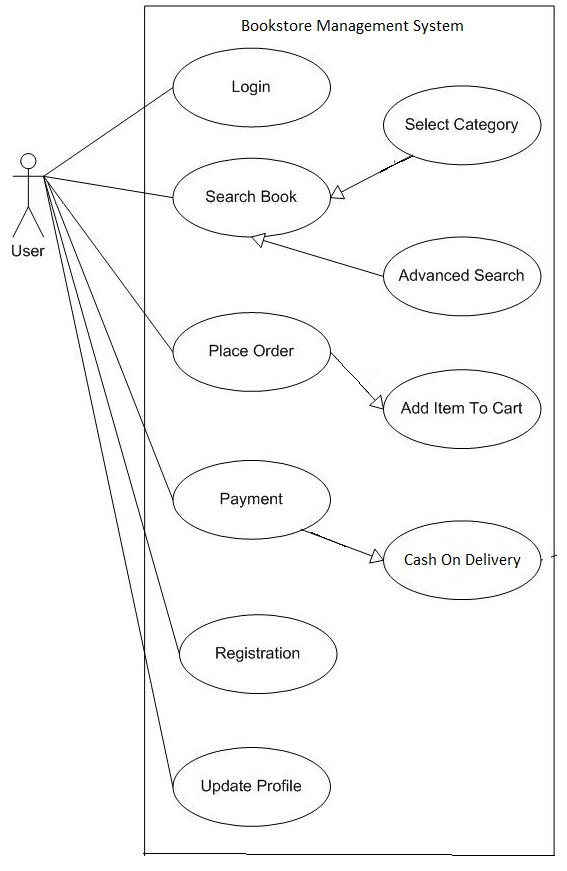 Bookstore Management System
Login
Select Category
Search Book
User
Advanced Search
Place Order
Add Item To Cart
Payment
Cash On Delivery
Registration
Update Profile